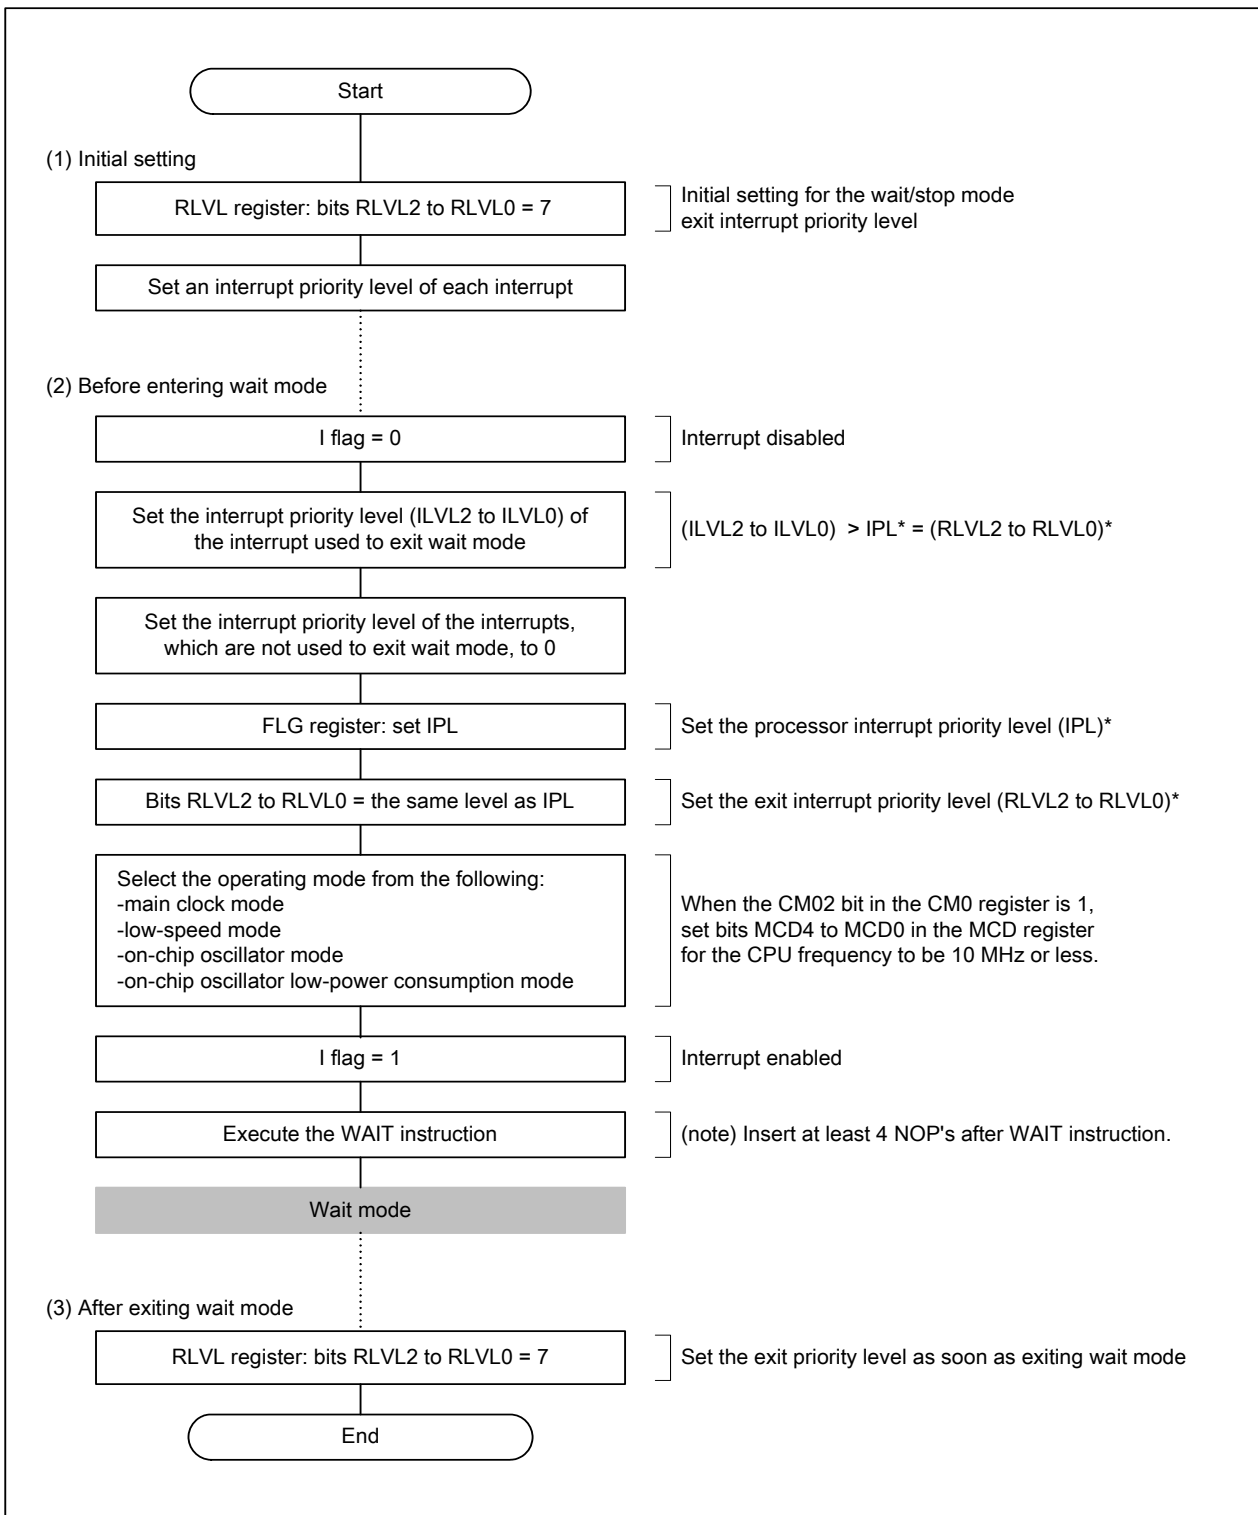 Start
(1) Initial setting
RLVL register: bits RLVL2 to RLVL0 = 7
Initial setting for the wait/stop mode
exit interrupt priority level
Set an interrupt priority level of each interrupt
(2) Before entering wait mode
I flag = 0
Interrupt disabled
Set the interrupt priority level (ILVL2 to ILVL0) of
the interrupt used to exit wait mode
(ILVL2 to ILVL0) > IPL* = (RLVL2 to RLVL0)*
Set the interrupt priority level of the interrupts,
which are not used to exit wait mode, to 0
FLG register: set IPL
Set the processor interrupt priority level (IPL)*
Bits RLVL2 to RLVL0 = the same level as IPL
Set the exit interrupt priority level (RLVL2 to RLVL0)*
Select the operating mode from the following:
-main clock mode
-low-speed mode
-on-chip oscillator mode
-on-chip oscillator low-power consumption mode
When the CM02 bit in the CM0 register is 1,
set bits MCD4 to MCD0 in the MCD register
for the CPU frequency to be 10 MHz or less.
I flag = 1
Interrupt enabled
Execute the WAIT instruction
(note) Insert at least 4 NOP's after WAIT instruction.
Wait mode
(3) After exiting wait mode
RLVL register: bits RLVL2 to RLVL0 = 7
Set the exit priority level as soon as exiting wait mode
End